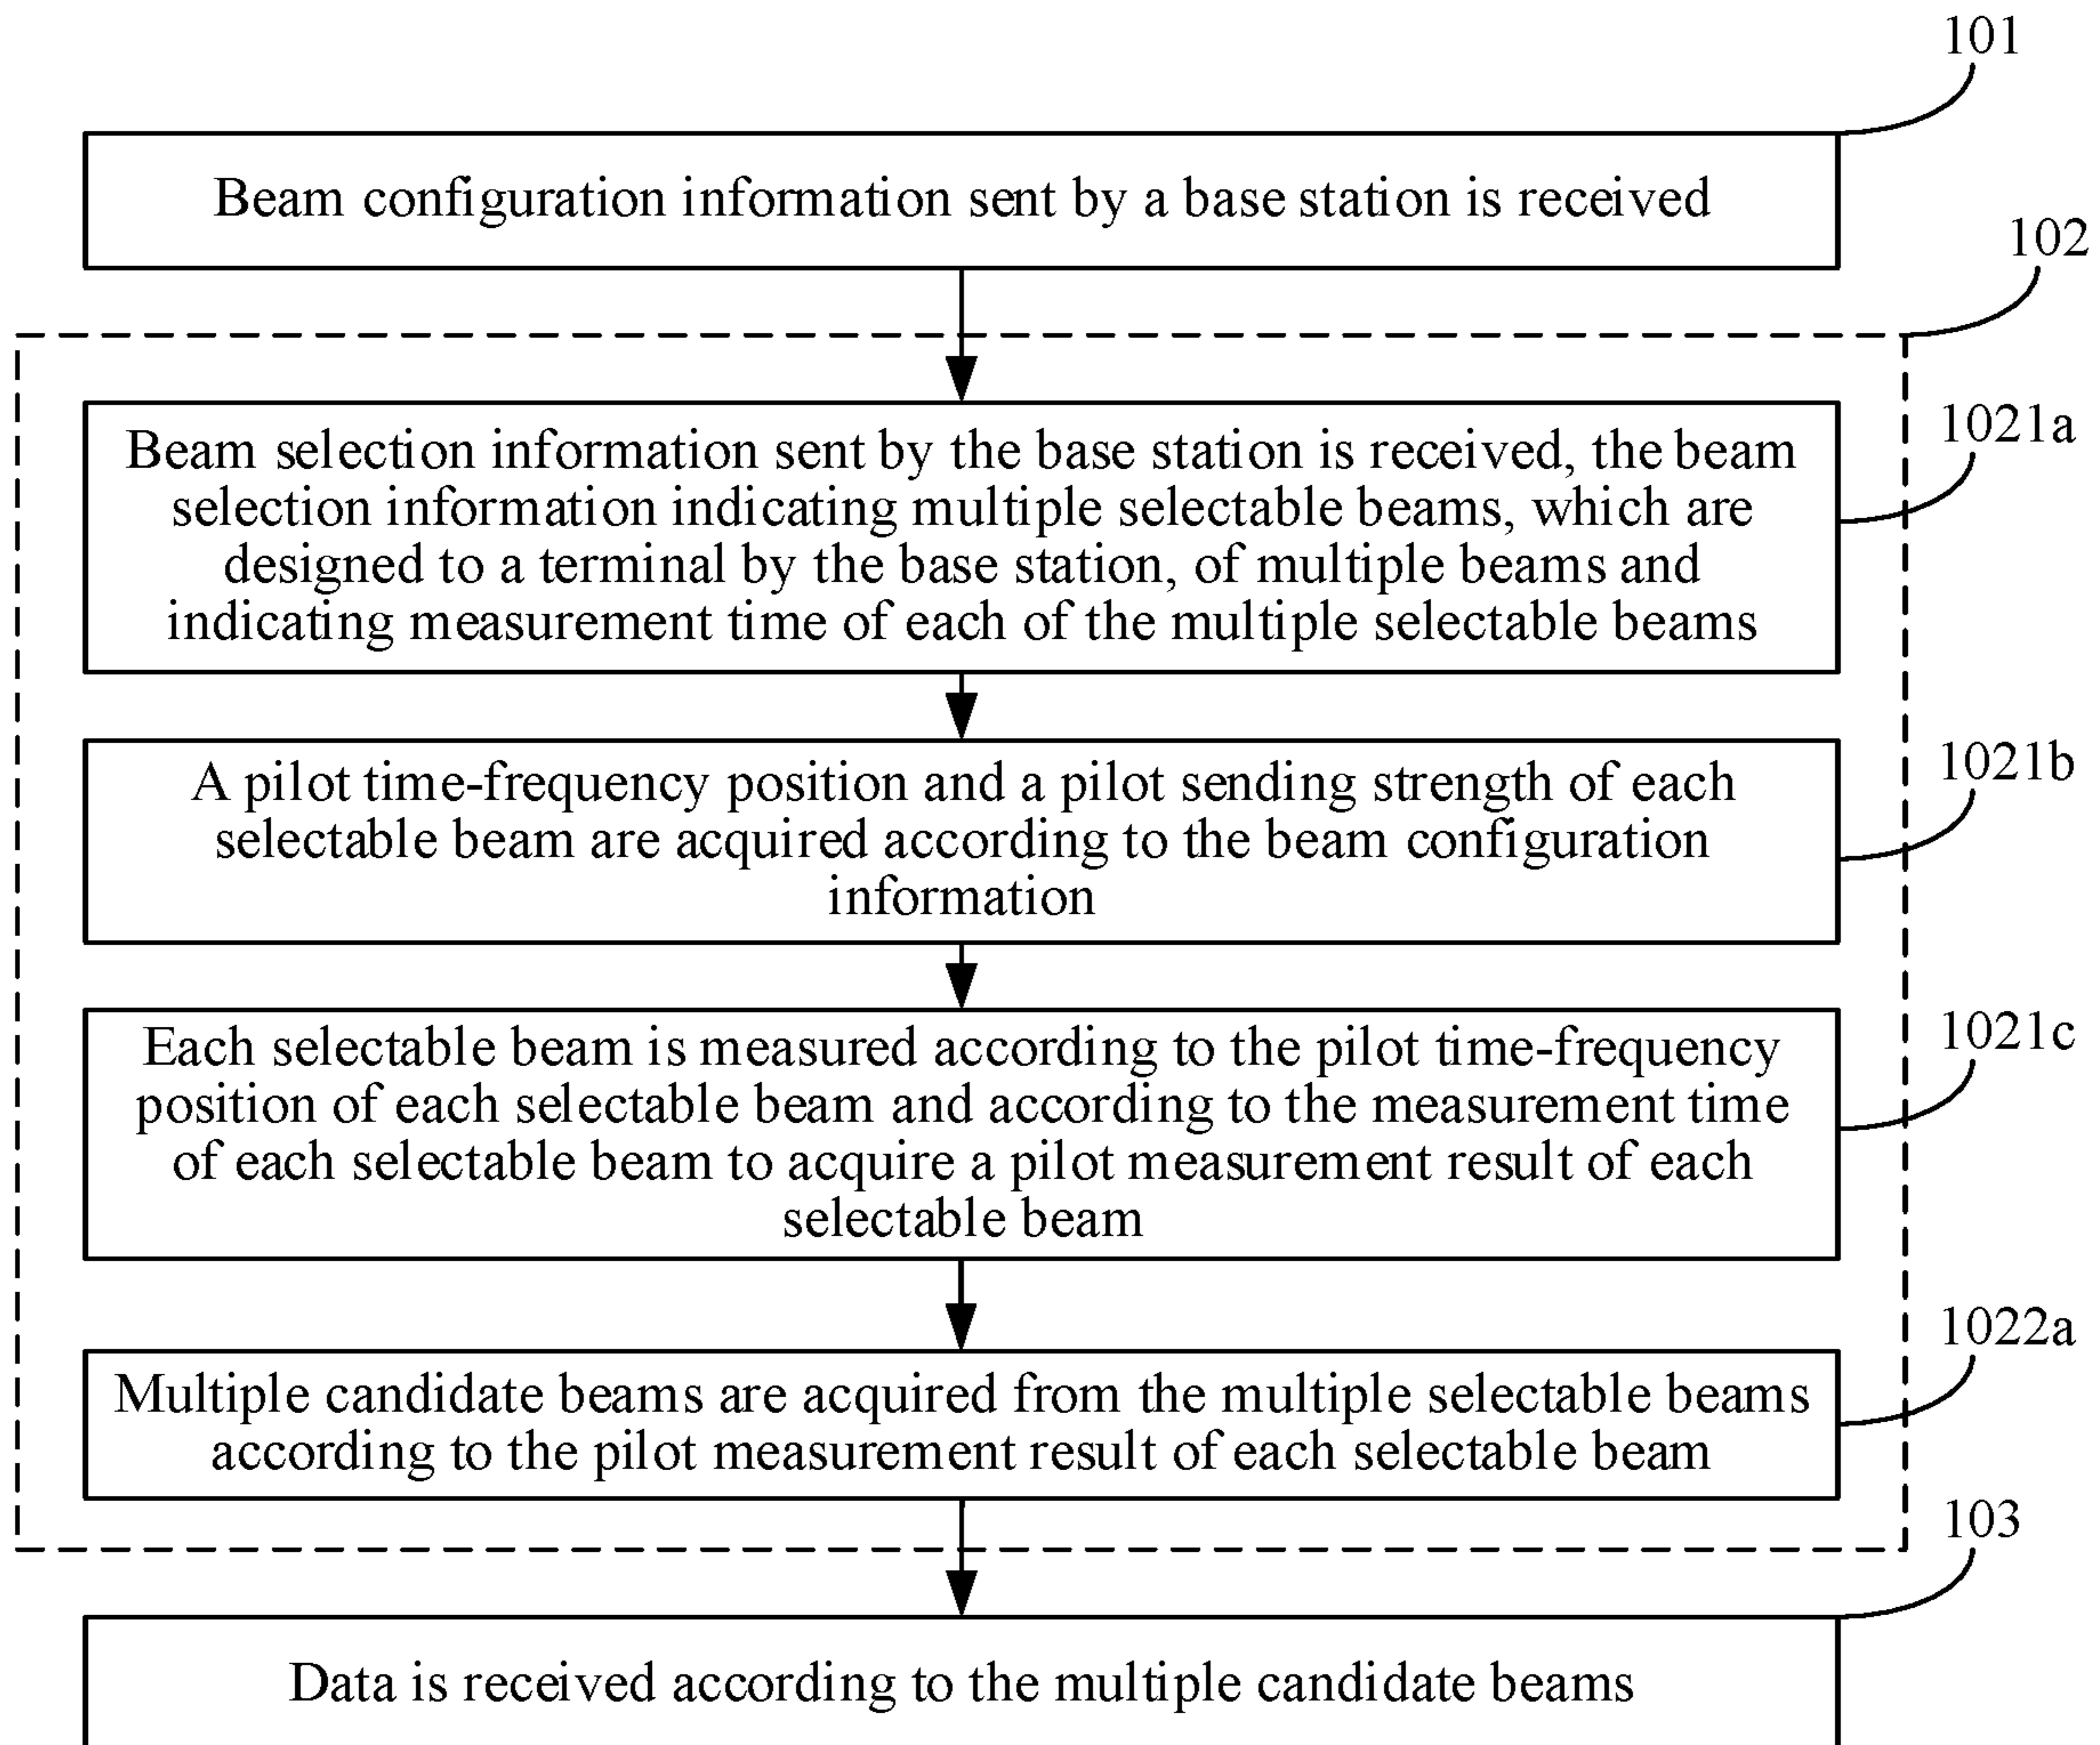 101
Beam configuration information sent by a base station is received
102
1021a
Beam selection information sent by the base station is received, the beam
selection information indicating multiple selectable beams, which are
designed to a terminal by the base station, of multiple beams and
indicating measurement time of each of the multiple selectable beams
1021b
A pilot time-frequency position and a pilot sending strength of each
selectable beam are acquired according to the beam configuration
information
1021c
Each selectable beam is measured according to the pilot time-frequency
position of each selectable beam and according to the measurement time
of each selectable beam to acquire a pilot measurement result of each
selectable beam
1022a
Multiple candidate beams are acquired from the multiple selectable beams
according to the pilot measurement result of each selectable beam
103
Data is received according to the multiple candidate beams